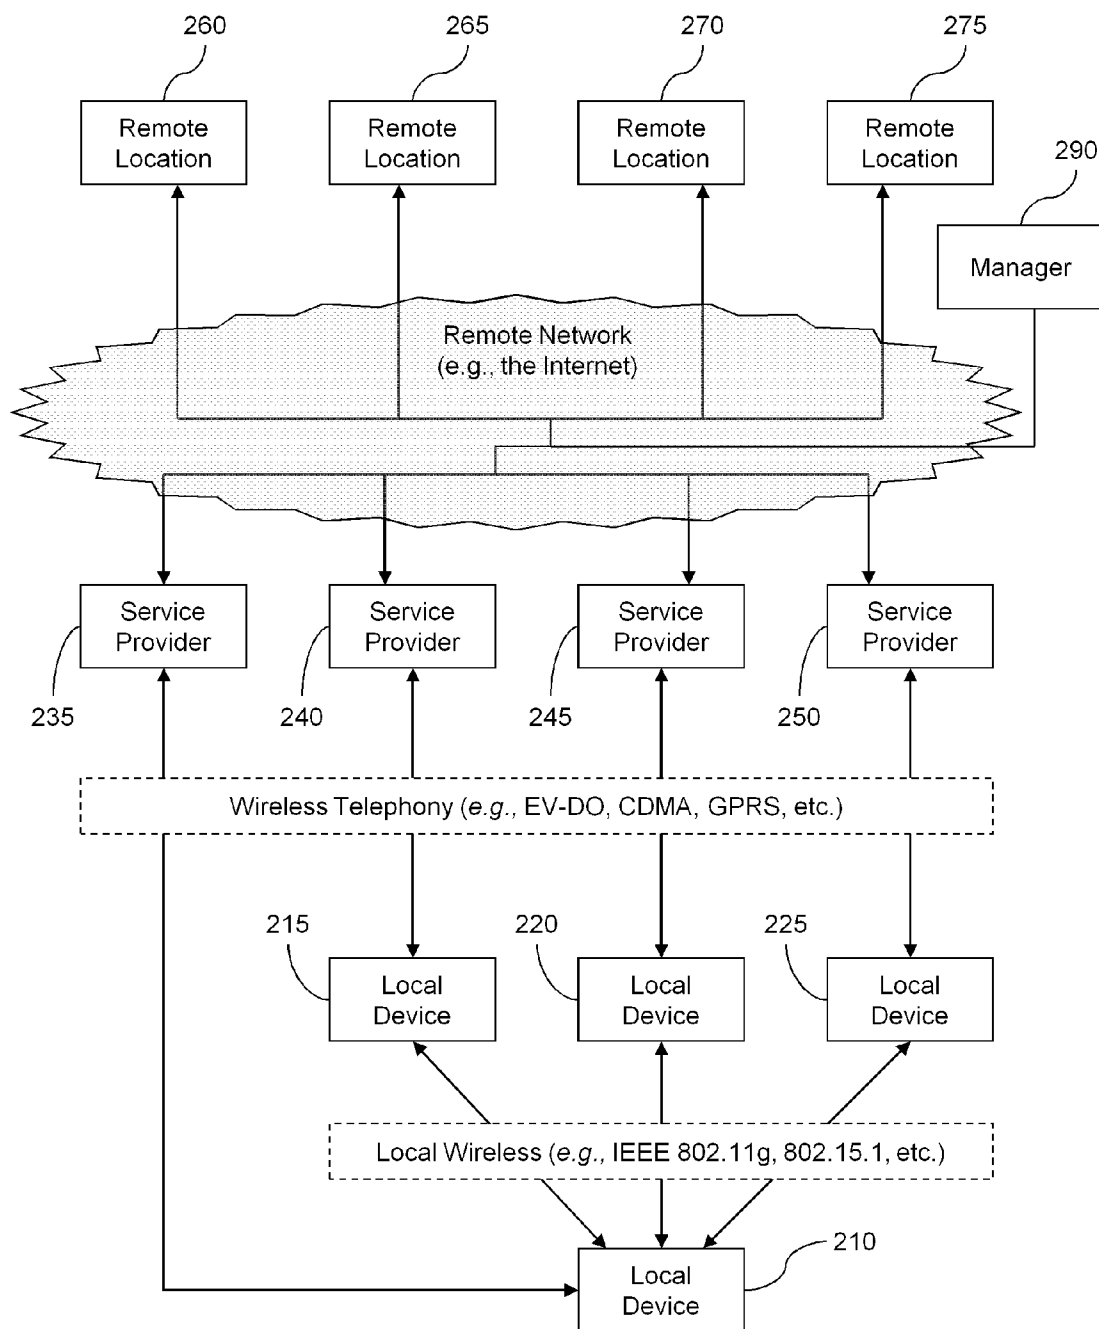 260
265
270
275
Remote
Location
Remote
Location
Remote
Location
Remote
Location
290
Manager
Remote Network
(e.g., the Internet)
Service
Provider
Service
Provider
Service
Provider
Service
Provider
235
240
245
250
Wireless Telephony (e.g., EV-DO, CDMA, GPRS, etc.)
215
220
225
Local
Device
Local
Device
Local
Device
Local Wireless (e.g., IEEE 802.11g, 802.15.1, etc.)
210
Local
Device